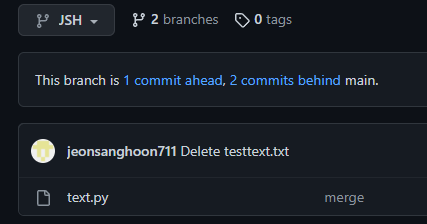 JSH 2 branches 0 tags
This branch is 1 commit ahead, 2 commits behind main.
jeonsanghoon711 Delete testtext.txt
text.py merge